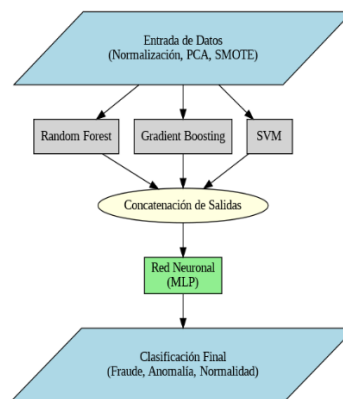 Entrada de Datos
(Normalización, PCA, SMOTE)
Random Forest
Gradient Boosting
SVM
Concatenación de Salidas
Red Neuronal
(MLP)
Clasificación Final
(Fraude, Anomalía, Normalidad)